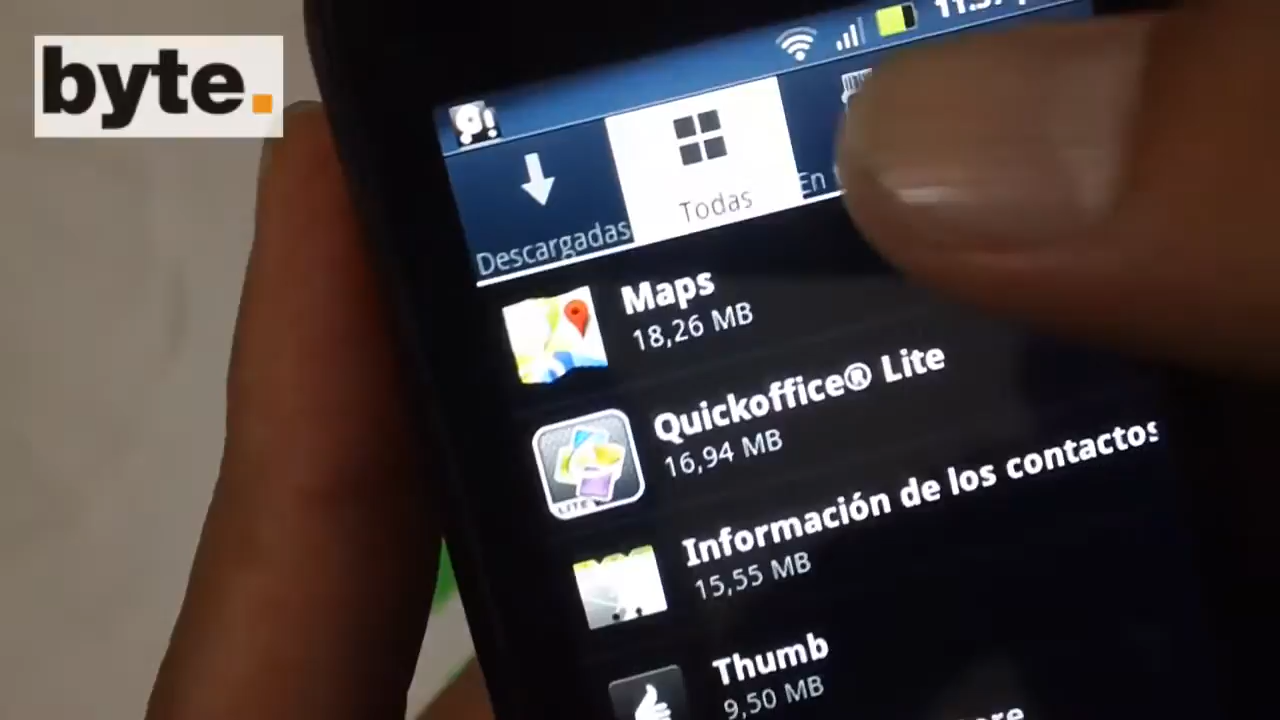 byte.
Descargadas
Todas
En
Maps
18,26 MB
Quickoffice® Lite
16,94 MB
LITE
Información de los contactos
15,55 MB
Thumb
9,50 MB